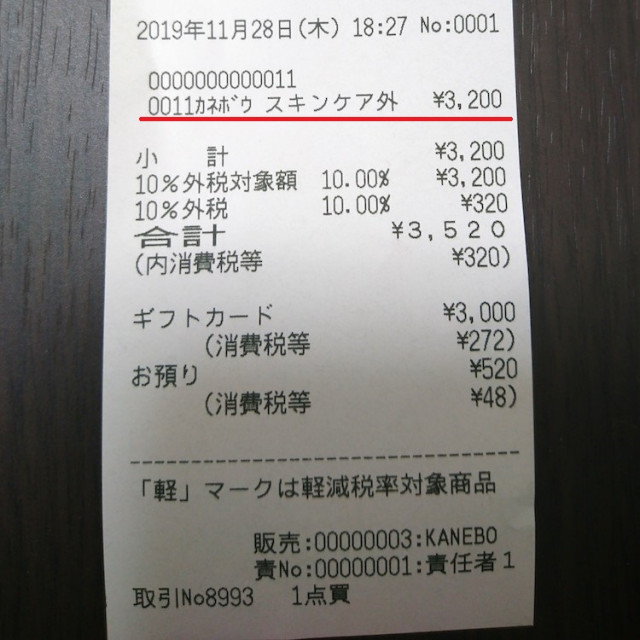 2019年11月28日(木) 18:27 No:0001
0000000000011
0011ｶﾈﾎﾞｳ スキンケア外 ¥3,200
小 計 ¥3,200
10%外税対象額 10.00% ¥3,200
10%外税 10.00% ¥320
合計 ¥3,520
(内消費税等 ¥320)
ギフトカード ¥3,000
(消費税等 ¥272)
お預り ¥520
(消費税等 ¥48)
「軽」マークは軽減税率対象商品
販売:00000003:KANEBO
責No:00000001:責任者1
取引No8993 1点買